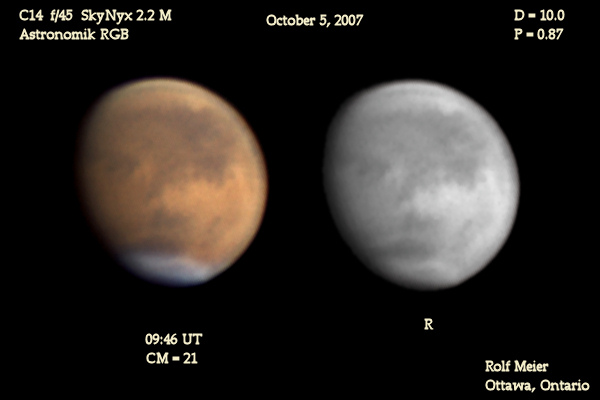 C14 f/45 SkyNyx 2.2 M
Astronomik RGB
October 5, 2007
D = 10.0
P = 0.87
R
09:46 UT
CM = 21
Rolf Meier
Ottawa, Ontario